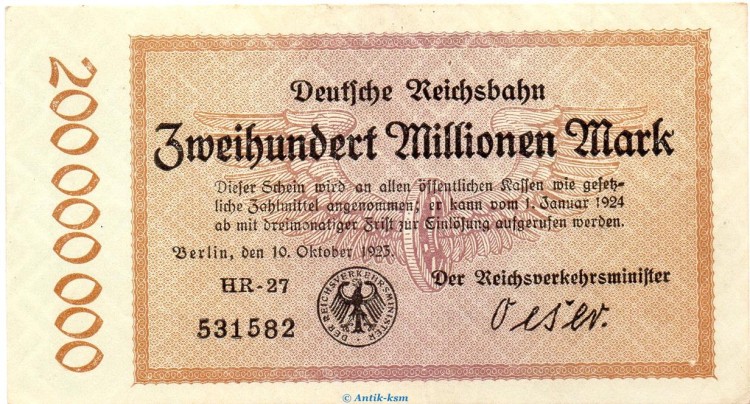 200000000
Deutsche Reichsbahn
Zweihundert Millionen Mark
Dieser Schein wird an allen öffentlichen Kassen wie gesetz-
liche Zahlmittel angenommen; er kann vom 1. Januar 1924
ab mit dreimonatiger Frist zur Einlösung aufgerufen werden.
Berlin, den 10. Oktober 1923.
HR-27
531582
DER REICHSVERKEHRSMINISTER
Der Reichsverkehrsminister
Oeser.
© Antik-ksm